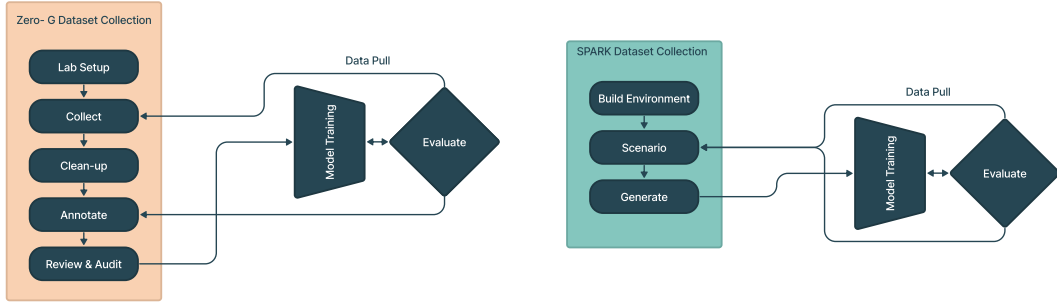 Zero- G Dataset Collection
Lab Setup
Collect
Clean-up
Annotate
Review & Audit
Data Pull
Model Training
Evaluate
SPARK Dataset Collection
Build Environment
Scenario
Generate
Data Pull
Model Training
Evaluate